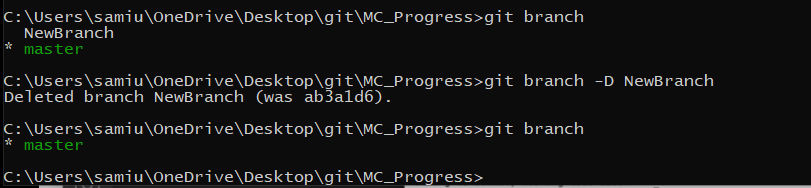 C:\Users\samiu\OneDrive\Desktop\git\MC_Progress>git branch
  NewBranch
* master
C:\Users\samiu\OneDrive\Desktop\git\MC_Progress>git branch -D NewBranch
Deleted branch NewBranch (was ab3a1d6).
C:\Users\samiu\OneDrive\Desktop\git\MC_Progress>git branch
* master
C:\Users\samiu\OneDrive\Desktop\git\MC_Progress>